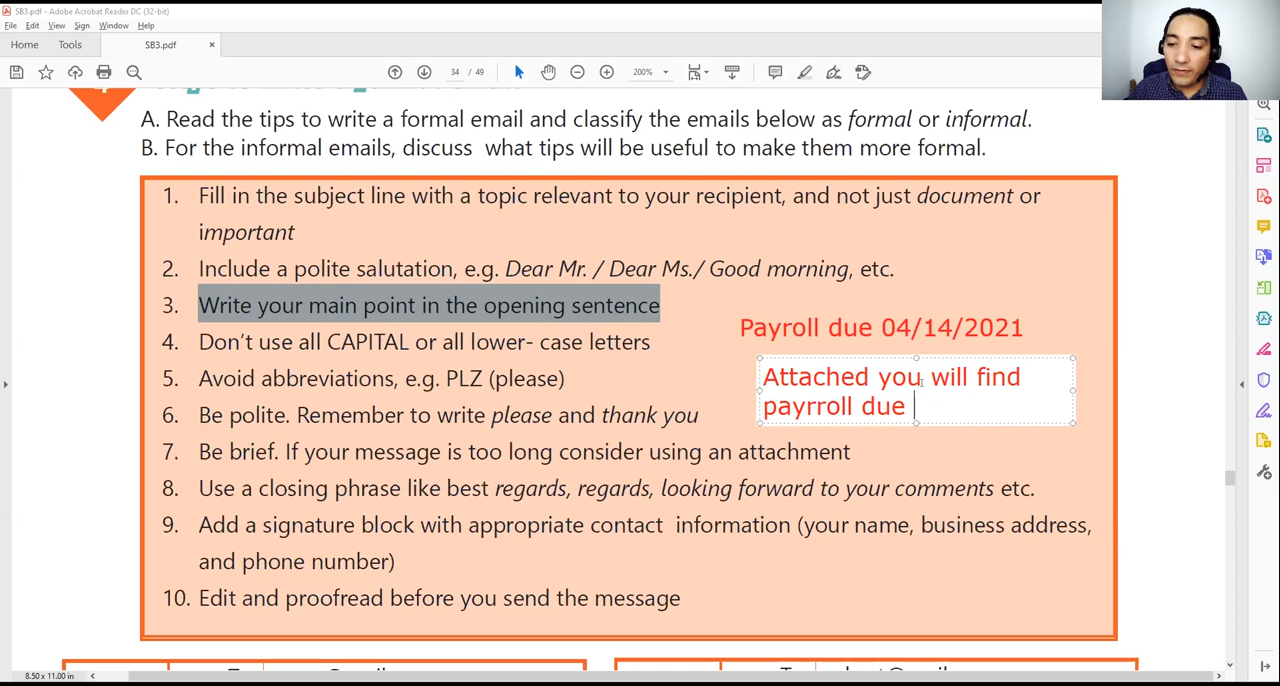 SB3.pdf - Adobe Acrobat Reader DC (32-bit)
File Edit View Sign Window Help
Home Tools SB3.pdf ×
34 / 49 200%
A. Read the tips to write a formal email and classify the emails below as formal or informal.
B. For the informal emails, discuss what tips will be useful to make them more formal.
1. Fill in the subject line with a topic relevant to your recipient, and not just document or
important
2. Include a polite salutation, e.g. Dear Mr. / Dear Ms./ Good morning, etc.
3. Write your main point in the opening sentence
Payroll due 04/14/2021
4. Don't use all CAPITAL or all lower- case letters
Attached you will find
5. Avoid abbreviations, e.g. PLZ (please)
payrroll due
6. Be polite. Remember to write please and thank you
7. Be brief. If your message is too long consider using an attachment
8. Use a closing phrase like best regards, regards, looking forward to your comments etc.
9. Add a signature block with appropriate contact information (your name, business address,
and phone number)
10. Edit and proofread before you send the message
8.50 x 11.00 in